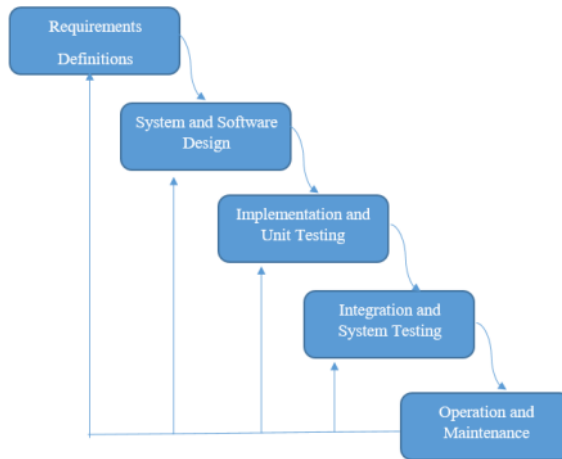 Requirements
Definitions
System and Software
Design
Implementation and
Unit Testing
Integration and
System Testing
Operation and
Maintenance